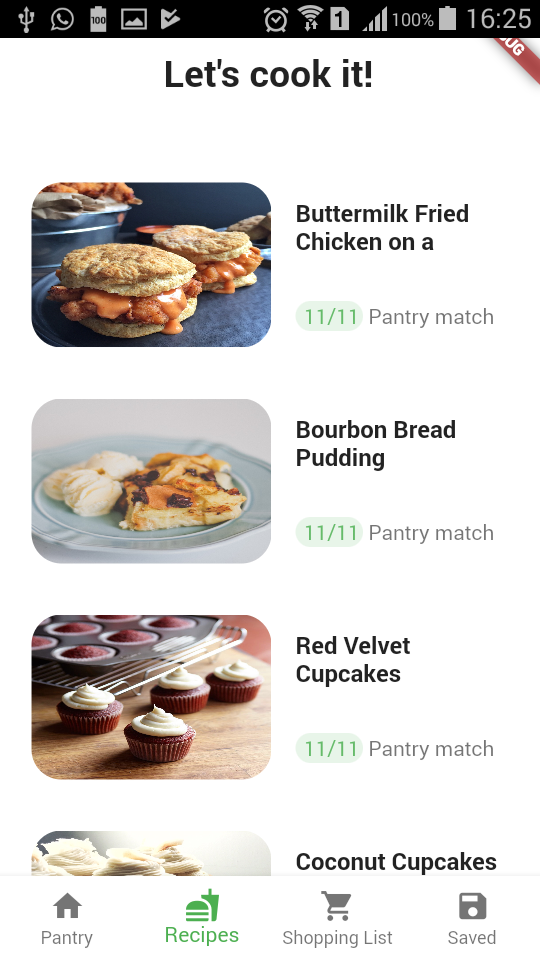 100
1
100%
16:25
Let's cook it!
Buttermilk Fried
Chicken on a
11/11 Pantry match
Bourbon Bread
Pudding
11/11 Pantry match
Red Velvet
Cupcakes
11/11 Pantry match
Coconut Cupcakes
Pantry
Recipes
Shopping List
Saved